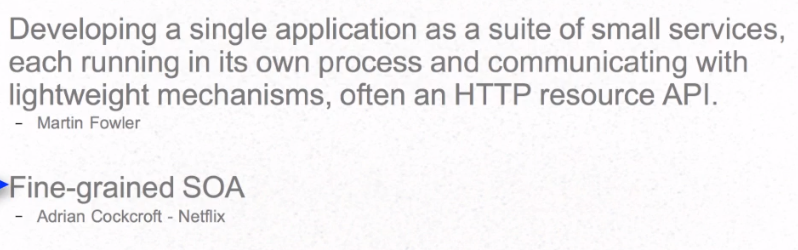 Developing a single application as a suite of small services,
each running in its own process and communicating with
lightweight mechanisms, often an HTTP resource API.
- Martin Fowler
Fine-grained SOA
- Adrian Cockcroft - Netflix